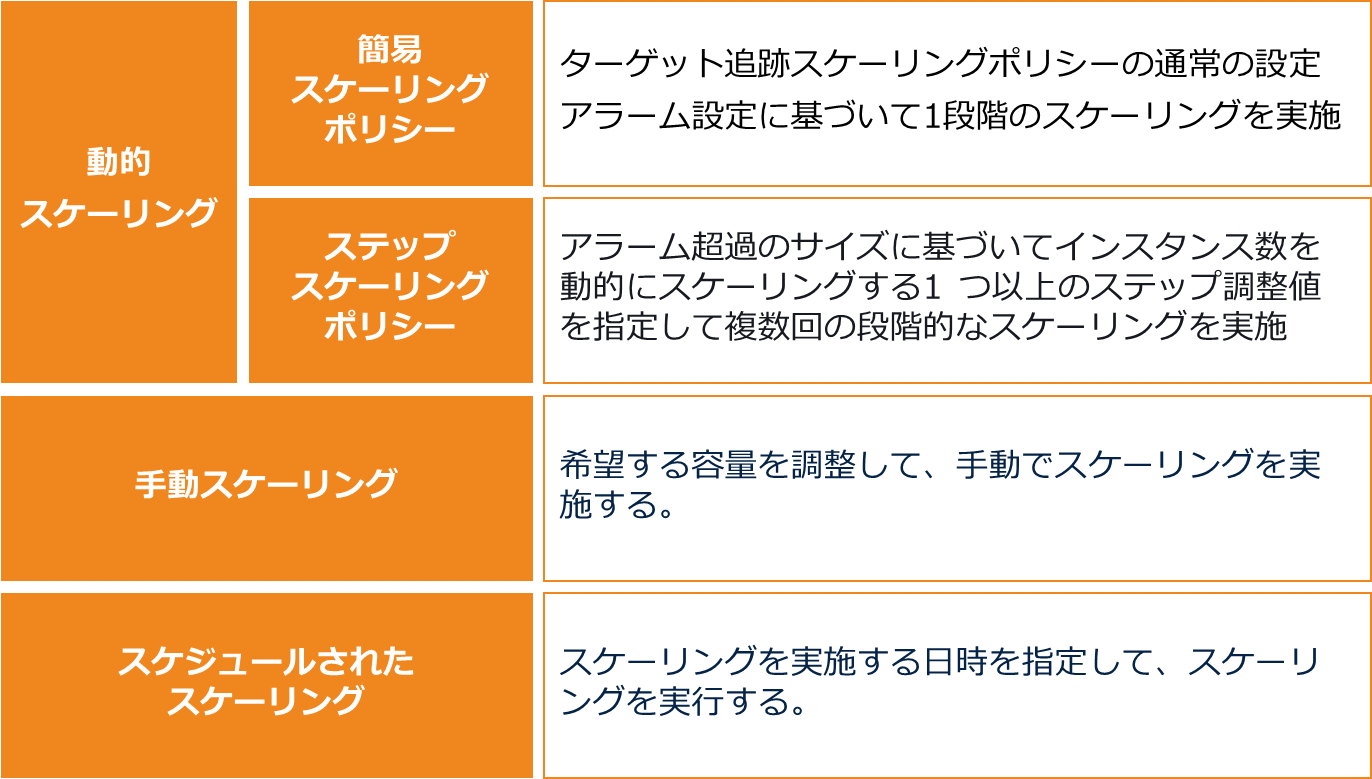 動的
スケーリング
簡易
スケーリング
ポリシー
ターゲット追跡スケーリングポリシーの通常の設定
アラーム設定に基づいて1段階のスケーリングを実施
ステップ
スケーリング
ポリシー
アラーム超過のサイズに基づいてインスタンス数を
動的にスケーリングする1 つ以上のステップ調整値
を指定して複数回の段階的なスケーリングを実施
手動スケーリング
希望する容量を調整して、手動でスケーリングを実
施する。
スケジュールされた
スケーリング
スケーリングを実施する日時を指定して、スケーリ
ングを実行する。